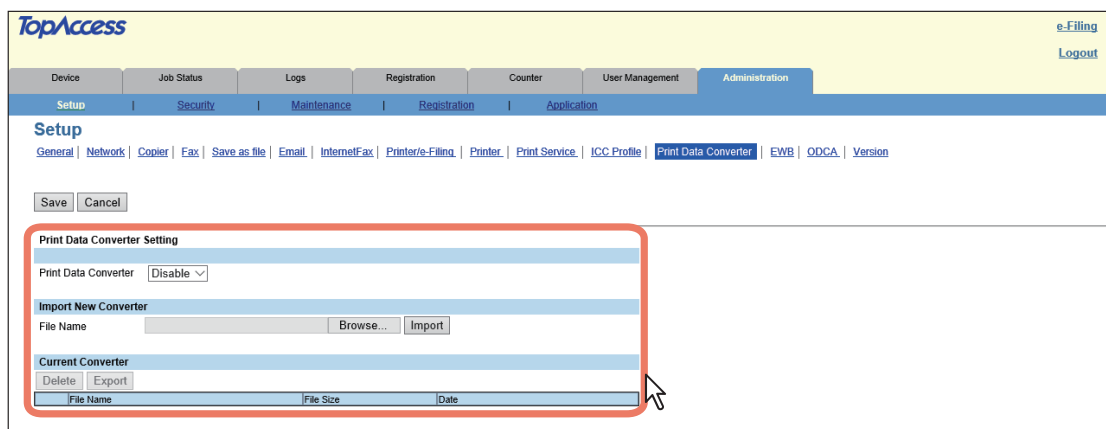 TopAccess
e-Filing
Logout
Device Job Status Logs Registration Counter User Management Administration
Setup | Security | Maintenance | Registration | Application
Setup
General | Network | Copier | Fax | Save as file | Email | InternetFax | Printer/e-Filing | Printer | Print Service | ICC Profile | Print Data Converter | EWB | ODCA | Version
Save Cancel
Print Data Converter Setting
Print Data Converter Disable
Import New Converter
File Name Browse... Import
Current Converter
Delete Export
File Name File Size Date